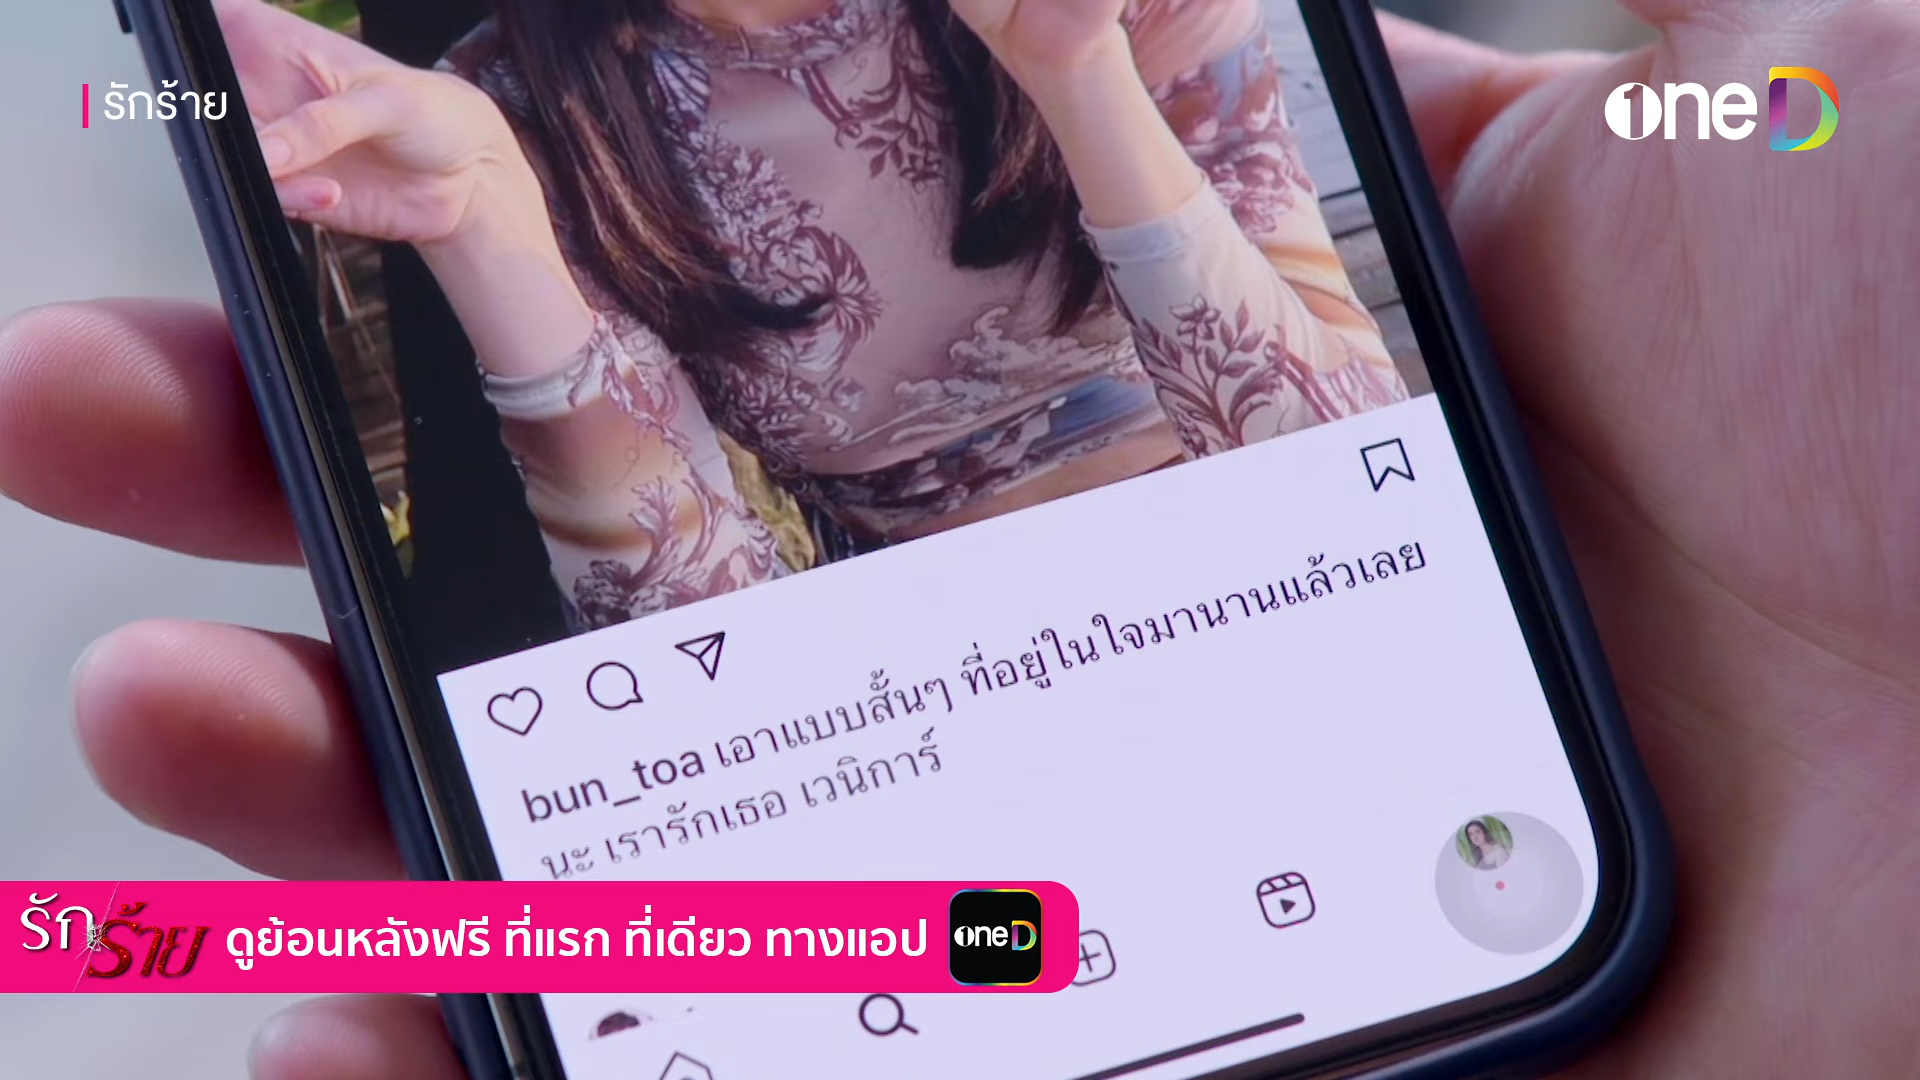 รักร้าย
oneD
bun_toa เอาแบบสั้นๆ ที่อยู่ในใจมานานแล้วเลย
นะ เรารักเธอ เวนิการ์
รักร้าย ดูย้อนหลังฟรี ที่แรก ที่เดียว ทางแอป oneD